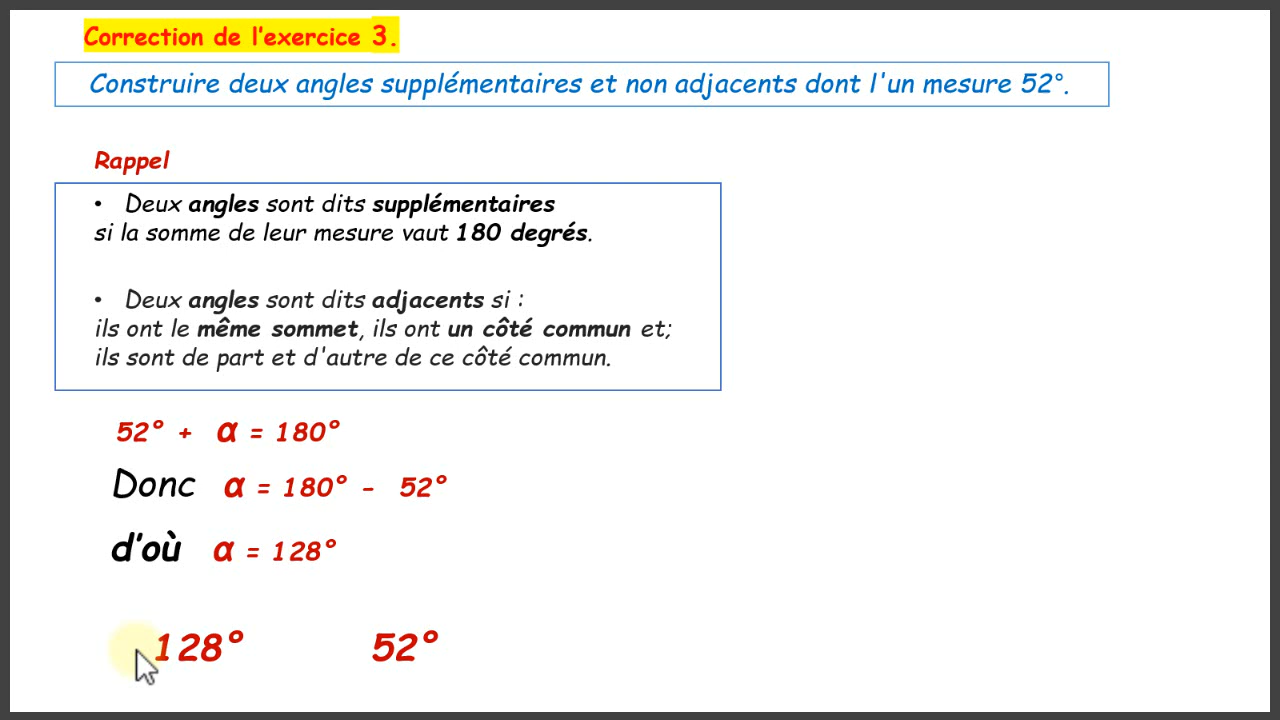 Correction de l'exercice 3.
Construire deux angles supplémentaires et non adjacents dont l'un mesure 52°.
Rappel
• Deux angles sont dits supplémentaires
si la somme de leur mesure vaut 180 degrés.
• Deux angles sont dits adjacents si :
ils ont le même sommet, ils ont un côté commun et;
ils sont de part et d'autre de ce côté commun.
52° + α = 180°
Donc α = 180° - 52°
d'où α = 128°
128° 52°